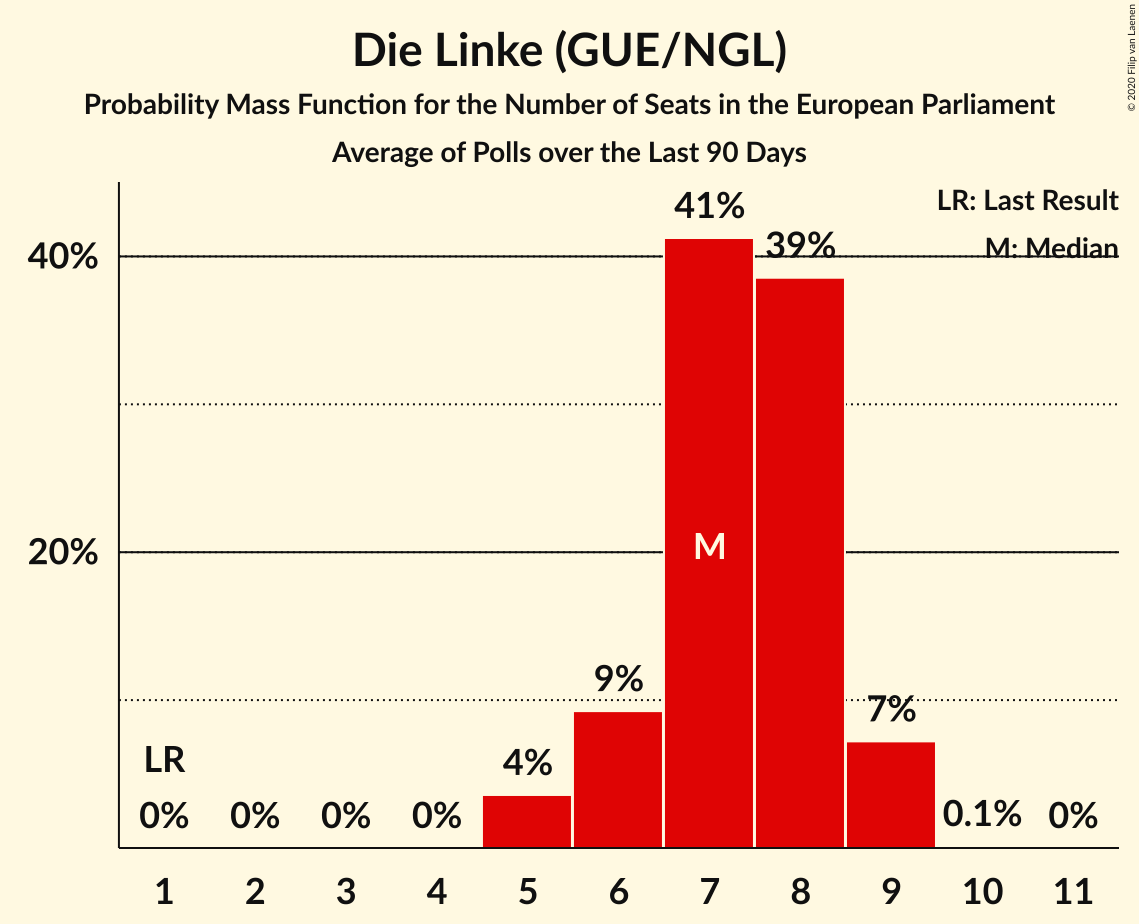 Die Linke (GUE/NGL)
Probability Mass Function for the Number of Seats in the European Parliament
Average of Polls over the Last 90 Days
© 2020 Filip van Laenen
LR: Last Result
M: Median
40%
20%
41%
39%
M
9%
7%
4%
LR
0%
0%
0%
0%
0.1%
0%
1 2 3 4 5 6 7 8 9 10 11